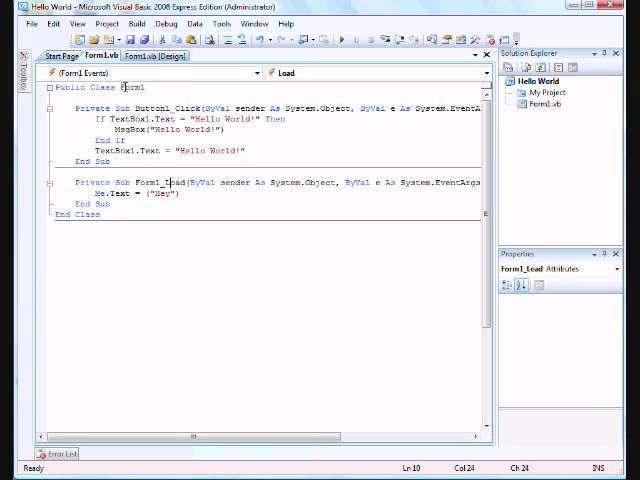 Hello World - Microsoft Visual Basic 2008 Express Edition (Administrator)
File Edit View Project Build Debug Data Tools Window Help
Start Page Form1.vb Form1.vb [Design]
Toolbox
(Form1 Events) Load
Public Class Form1
Private Sub Button1_Click(ByVal sender As System.Object, ByVal e As System.EventA
If TextBox1.Text = "Hello World!" Then
MsgBox("Hello World!")
End If
TextBox1.Text = "Hello World!"
End Sub
Private Sub Form1_Load(ByVal sender As System.Object, ByVal e As System.EventArgs
Me.Text = ("Hey")
End Sub
End Class
Solution Explorer
Hello World
My Project
Form1.vb
Properties
Form1_Load Attributes
Error List
Ready Ln 10 Col 24 Ch 24 INS